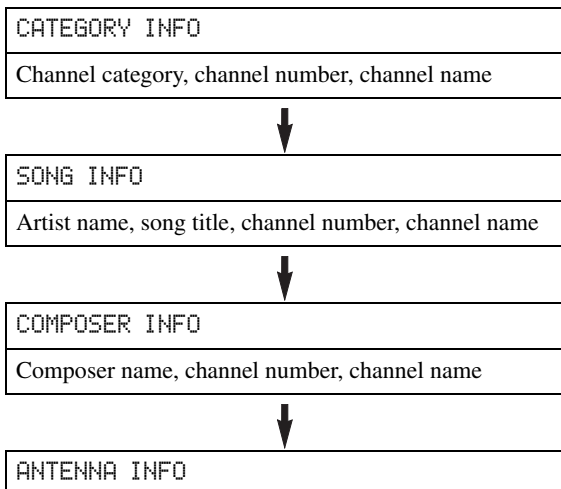 CATEGORY INFO
Channel category, channel number, channel name
SONG INFO
Artist name, song title, channel number, channel name
COMPOSER INFO
Composer name, channel number, channel name
ANTENNA INFO